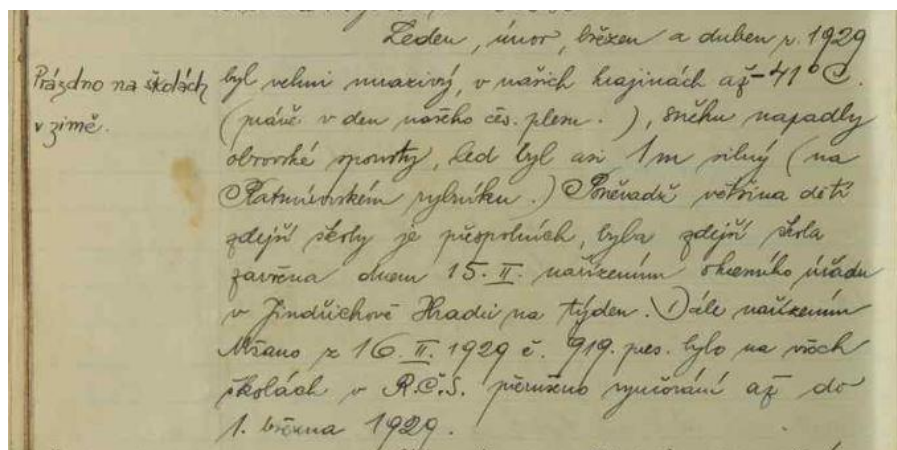 Leden, únor, březen a duben r. 1929
Prázdno na školách
v zimě.
byl velmi mrazivý, v našich krajinách až -41°C.
(právě v den našeho čes. plesu.), sněhu napadly
obrovské spousty, led byl asi 1m silný (na
Ratmírovském rybníku.) Poněvadž většina dětí
zdejší školy je přespolních, byla zdejší škola
zavřena dnem 15. II. nařízením okresního úřadu
v Jindřichově Hradci na týden. Dále nařízením
z 16. II. 1929 č. 919. pres. bylo na všech
školách v R.Č.S. přerušeno vyučování až do
1. března 1929.